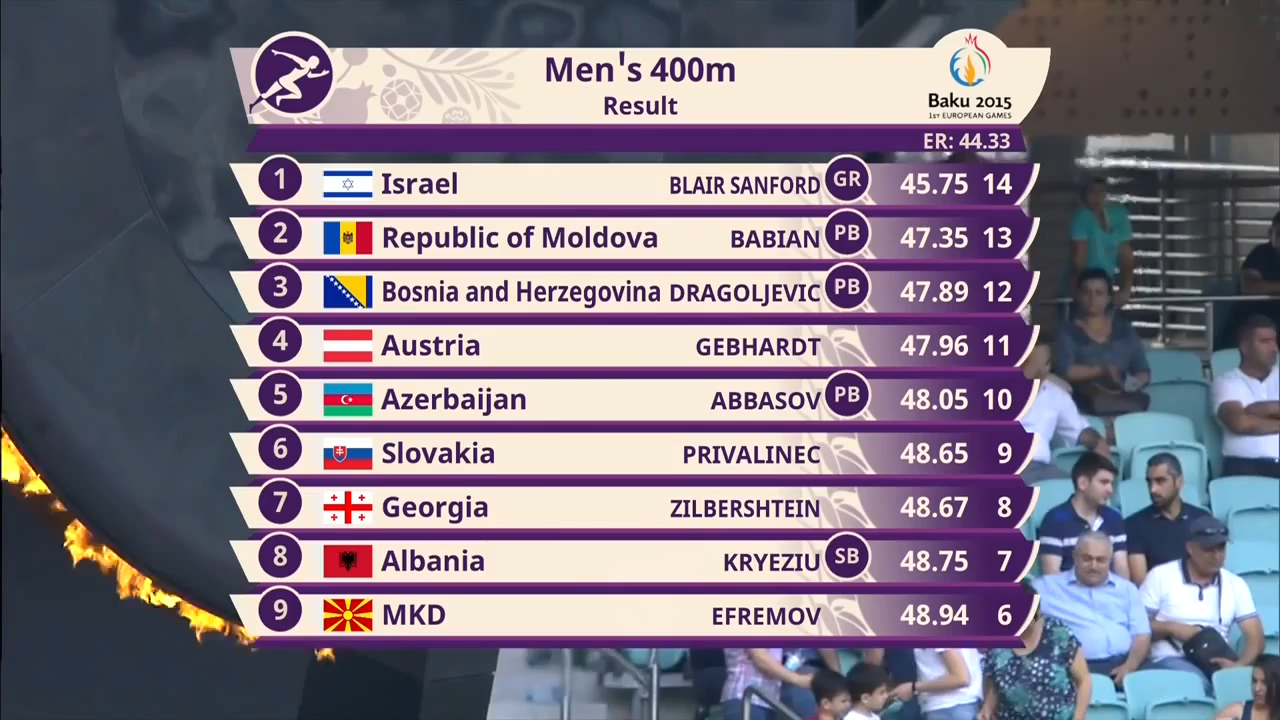 Men's 400m
Result
Baku 2015
1ST EUROPEAN GAMES
ER: 44.33
1 Israel BLAIR SANFORD GR 45.75 14
2 Republic of Moldova BABIAN PB 47.35 13
3 Bosnia and Herzegovina DRAGOLJEVIC PB 47.89 12
4 Austria GEBHARDT 47.96 11
5 Azerbaijan ABBASOV PB 48.05 10
6 Slovakia PRIVALINEC 48.65 9
7 Georgia ZILBERSHTEIN 48.67 8
8 Albania KRYEZIU SB 48.75 7
9 MKD EFREMOV 48.94 6